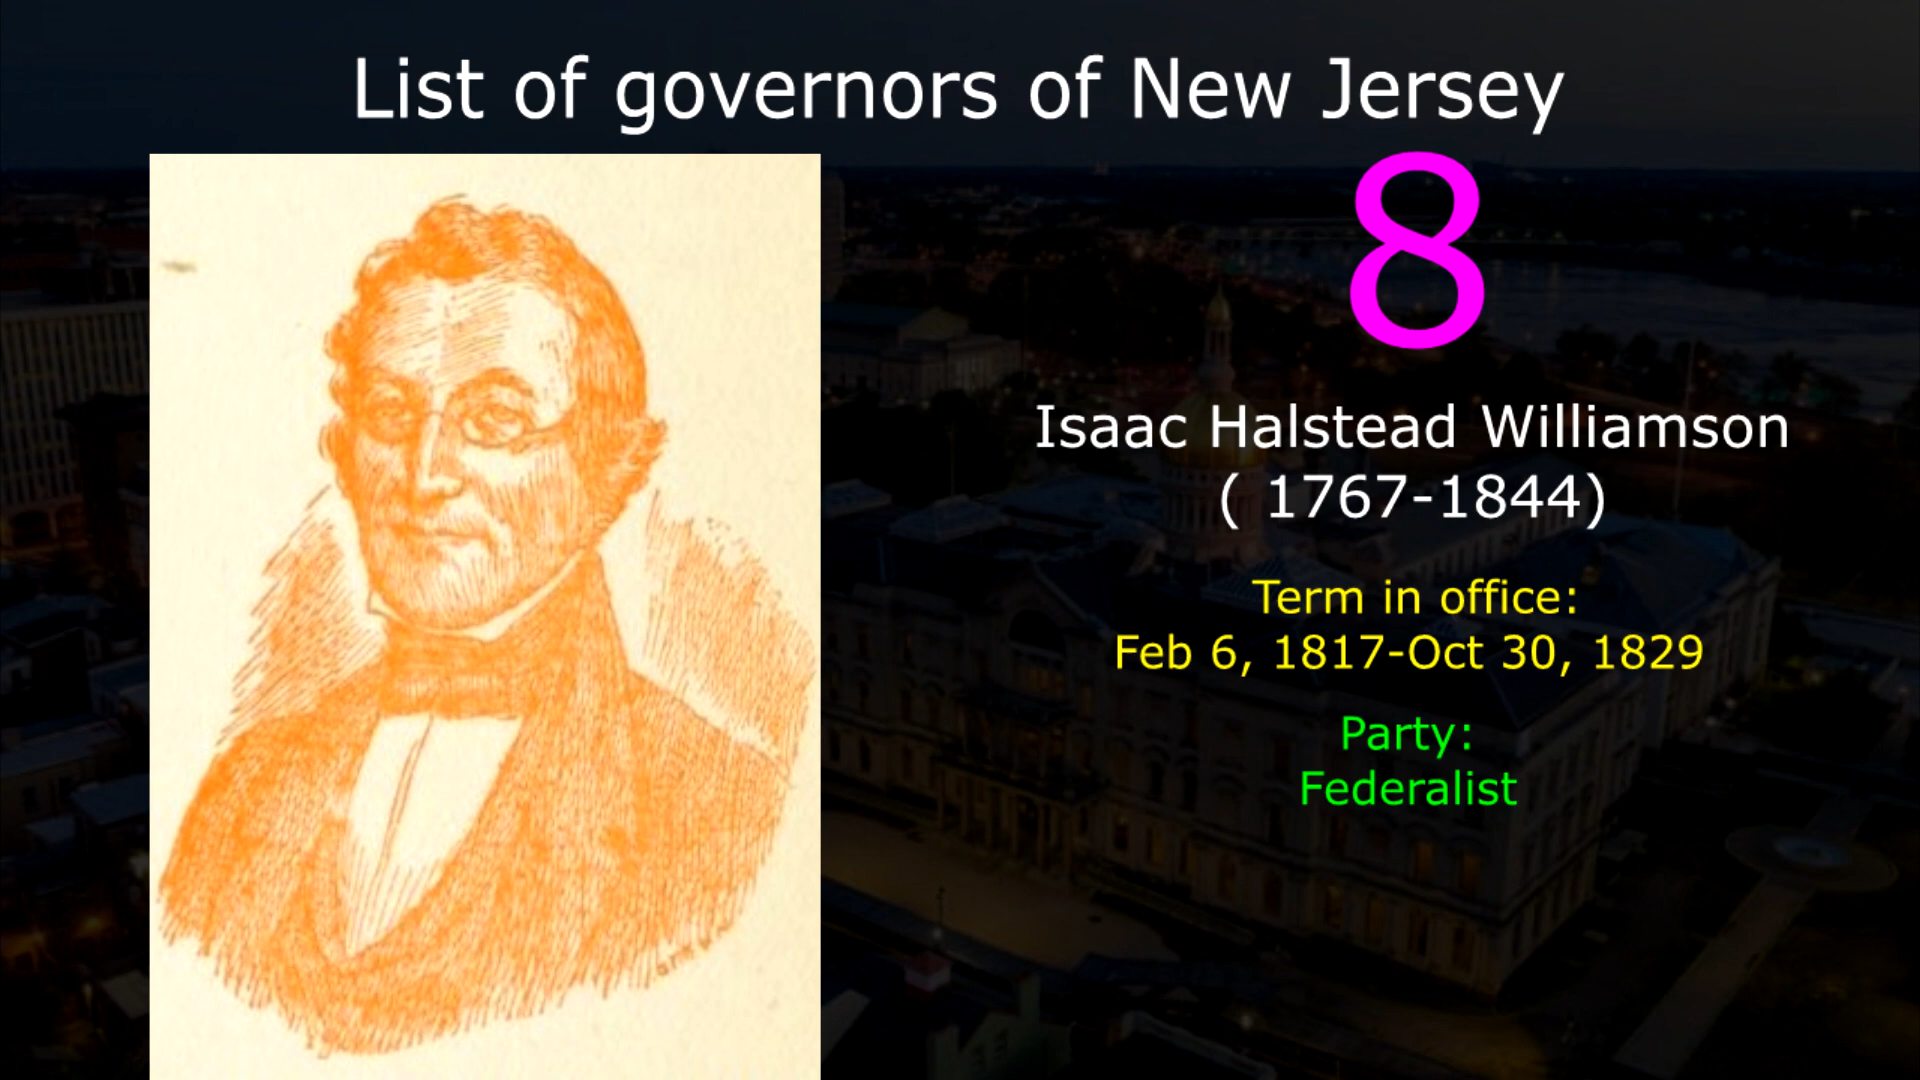 List of governors of New Jersey
8
Isaac Halstead Williamson
( 1767-1844)
Term in office:
Feb 6, 1817-Oct 30, 1829
Party:
Federalist